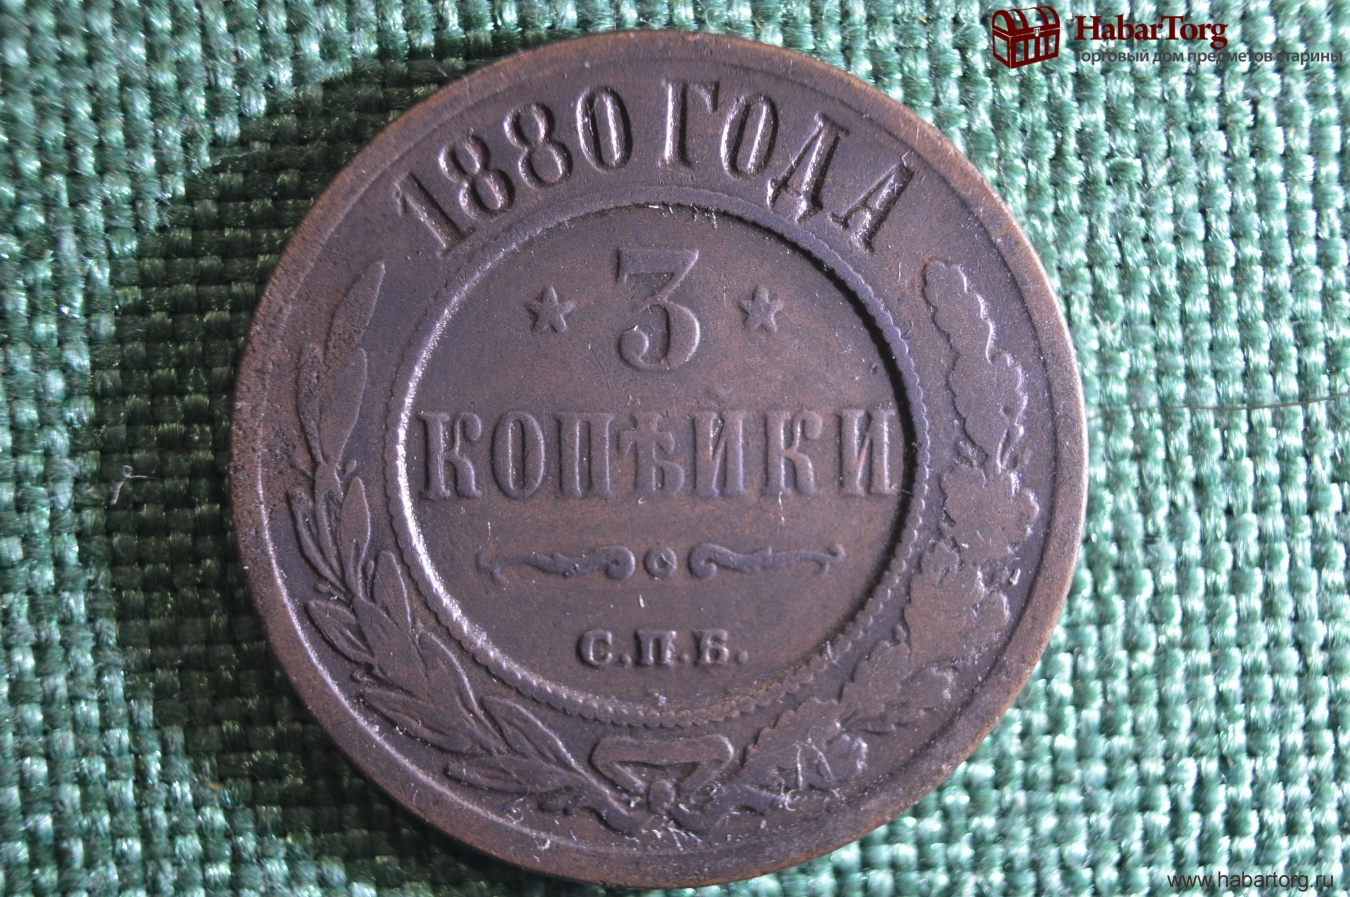 HabarTorg
Торговый дом предметов старины
1880 ГОДА
3
КОПѢЙКИ
С.П.Б.
www.habartorg.ru